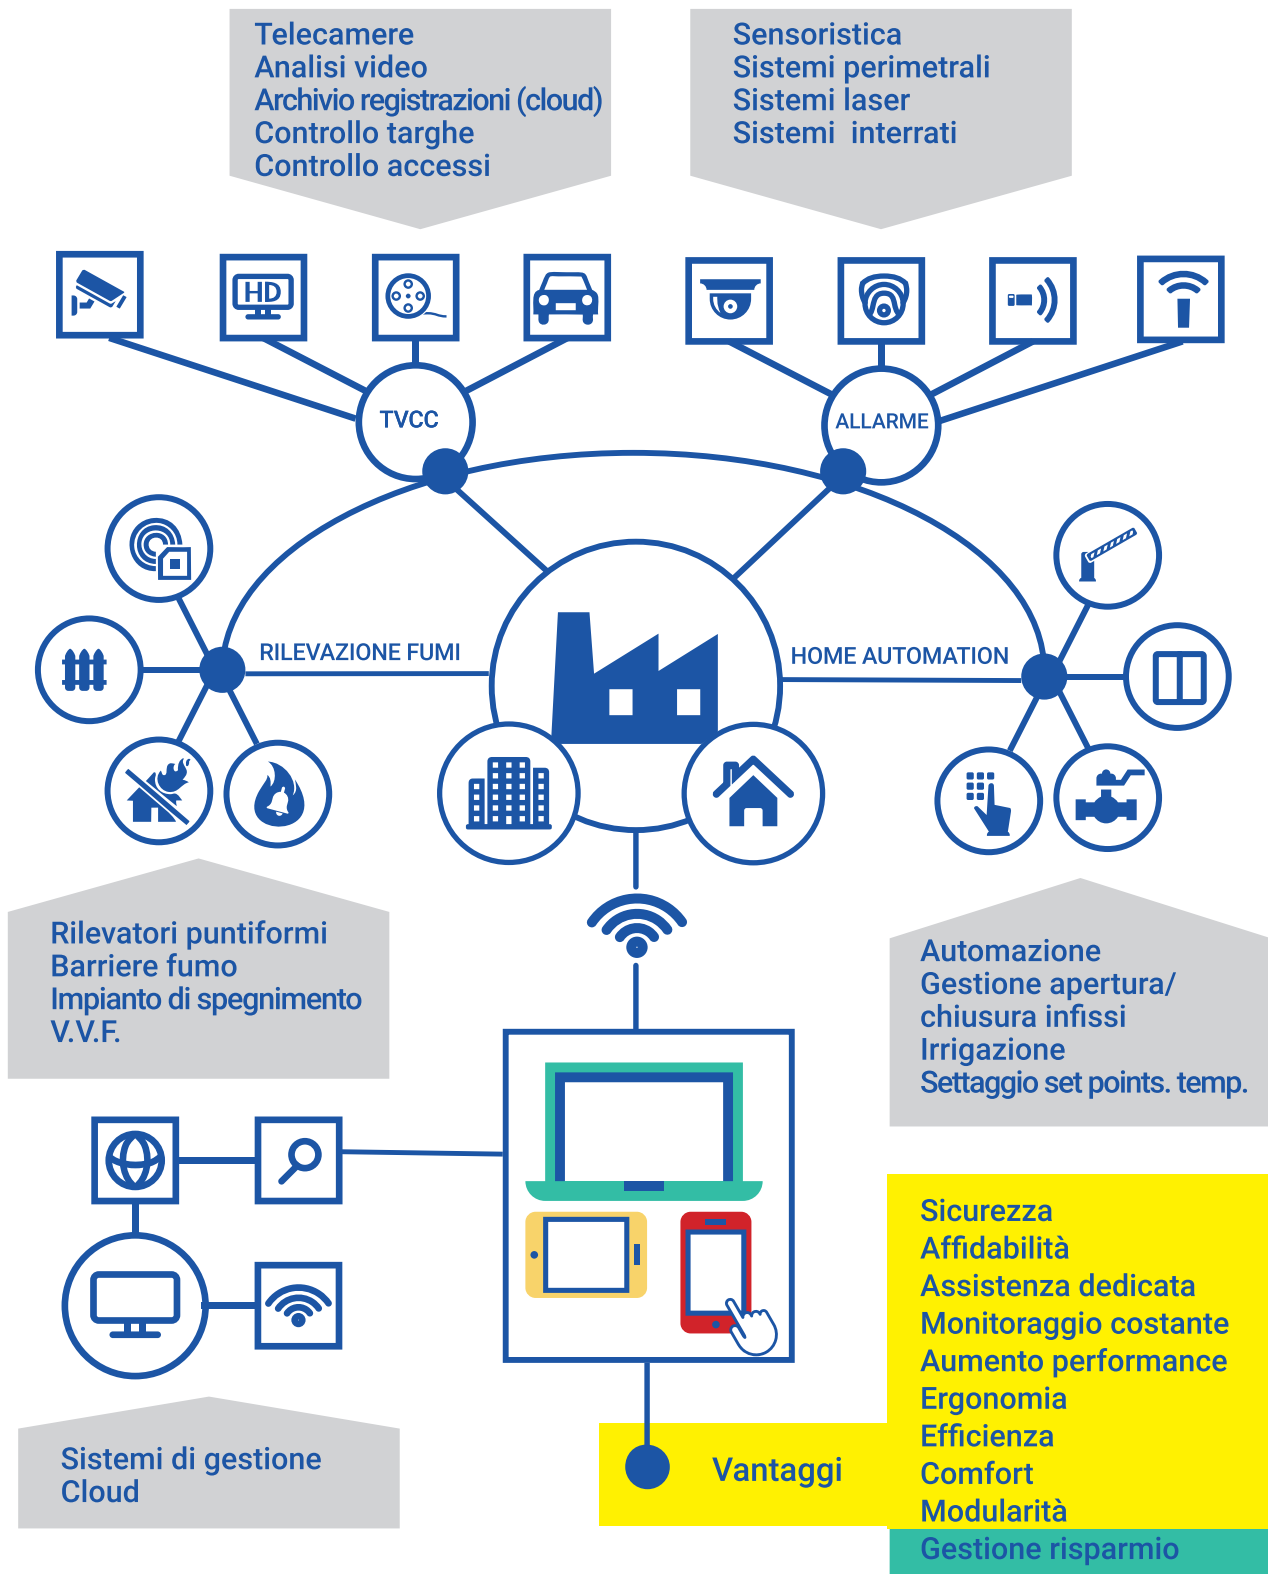 Telecamere
Analisi video
Archivio registrazioni (cloud)
Controllo targhe
Controllo accessi
Sensoristica
Sistemi perimetrali
Sistemi laser
Sistemi interrati
HD
TVCC
ALLARME
RILEVAZIONE FUMI
HOME AUTOMATION
Rilevatori puntiformi
Barriere fumo
Impianto di spegnimento
V.V.F.
Automazione
Gestione apertura/
chiusura infissi
Irrigazione
Settaggio set points. temp.
Sistemi di gestione
Cloud
Vantaggi
Sicurezza
Affidabilità
Assistenza dedicata
Monitoraggio costante
Aumento performance
Ergonomia
Efficienza
Comfort
Modularità
Gestione risparmio